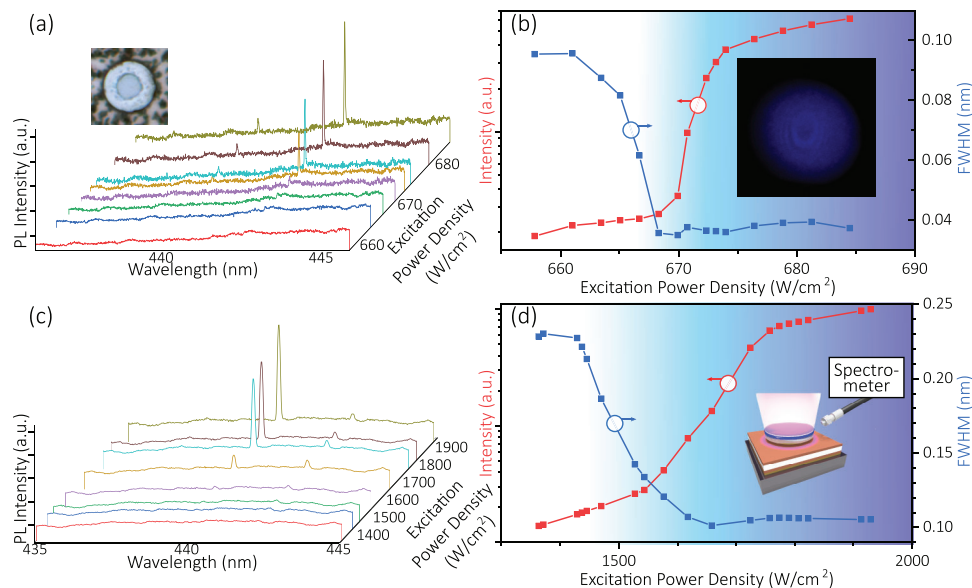 (a)
PL Intensity (a.u.)
440
445
Wavelength (nm)
660
670
680
Excitation
Power Density
(W/cm²)
(b)
Intensity (a.u.)
0.10
0.08
0.06
0.04
FWHM (nm)
660
670
680
690
Excitation Power Density (W/cm²)
(c)
PL Intensity (a.u.)
435
440
445
Wavelength (nm)
1400
1500
1600
1700
1800
1900
Excitation
Power Density
(W/cm²)
(d)
Intensity (a.u.)
0.25
0.20
0.15
0.10
FWHM (nm)
Spectro-
meter
1500
2000
Excitation Power Density (W/cm²)